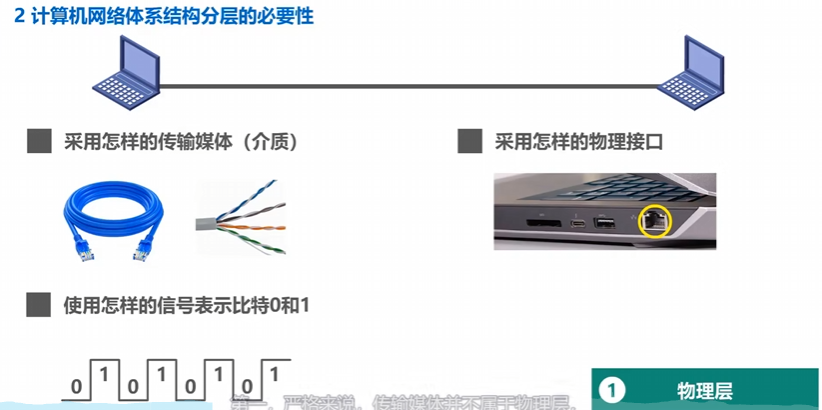 2 计算机网络体系结构分层的必要性
采用怎样的传输媒体（介质）
采用怎样的物理接口
使用怎样的信号表示比特0和1
0 1 0 1 0 1 0 1
1 物理层
第一，严格来说，传输媒体并不属于物理层，